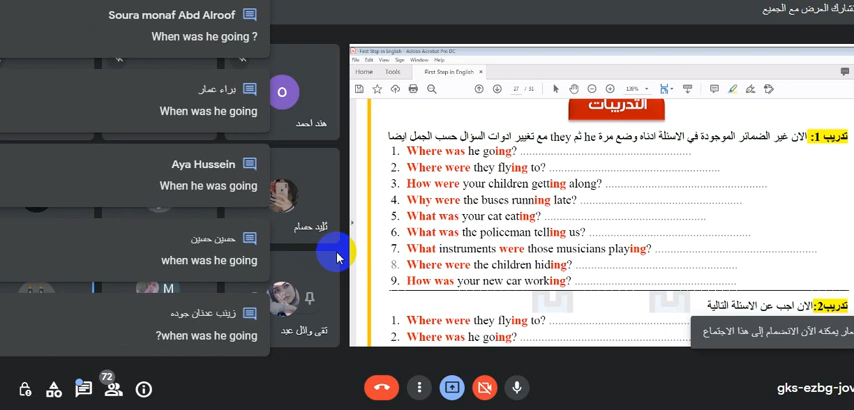 تشارك العرض مع الجميع
Soura monaf Abd Alroof
When was he going ?
براء عمار
When was he going
Aya Hussein
When he was going
حسين حسين
when was he going
زينب عدنان جوده
?when was he going
هند احمد
تليد حسام
M
تقى وائل عبد
First Step in English - Adobe Acrobat Pro DC
File Edit View Sign Window Help
Home Tools First Step in English ×
27 / 31
التدريبات
تدريب 1: الان غير الضمائر الموجودة في الاسئلة ادناه وضع مرة he ثم they مع تغيير ادوات السؤال حسب الجمل ايضا
1. Where was he going?
2. Where were they flying to?
3. How were your children getting along?
4. Why were the buses running late?
5. What was your cat eating?
6. What was the policeman telling us?
7. What instruments were those musicians playing?
8. Where were the children hiding?
9. How was your new car working?
تدريب2: الان اجب عن الاسئلة التالية
1. Where were they flying to?
2. Where was he going?
يمكنه الآن الانضمام إلى هذا الاجتماع
72
gks-ezbg-jov